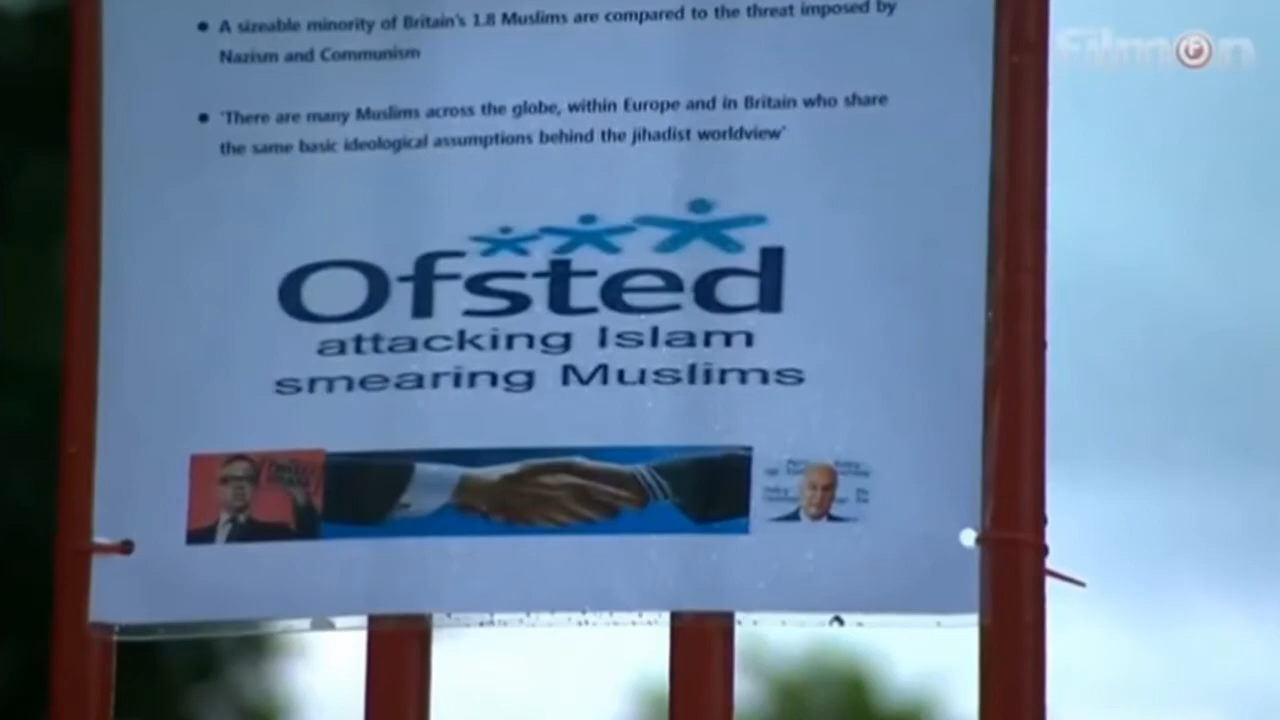 FilmOn
• A sizeable minority of Britain's 1.8 Muslims are compared to the threat imposed by
Nazism and Communism
• 'There are many Muslims across the globe, within Europe and in Britain who share
the same basic ideological assumptions behind the jihadist worldview'
Ofsted
attacking Islam
smearing Muslims